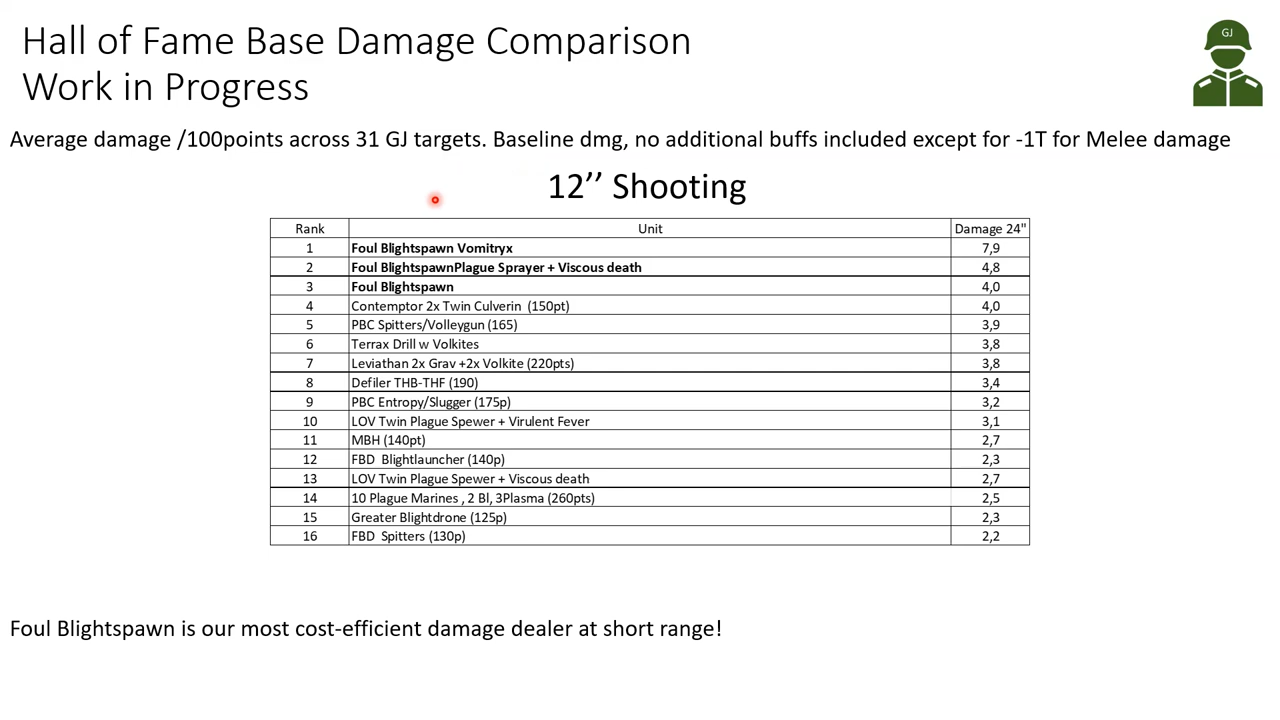 Hall of Fame Base Damage Comparison
Work in Progress
GJ
Average damage /100points across 31 GJ targets. Baseline dmg, no additional buffs included except for -1T for Melee damage
12’’ Shooting
Rank Unit Damage 24"
1 Foul Blightspawn Vomitryx 7,9
2 Foul BlightspawnPlague Sprayer + Viscous death 4,8
3 Foul Blightspawn 4,0
4 Contemptor 2x Twin Culverin (150pt) 4,0
5 PBC Spitters/Volleygun (165) 3,9
6 Terrax Drill w Volkites 3,8
7 Leviathan 2x Grav +2x Volkite (220pts) 3,8
8 Defiler THB-THF (190) 3,4
9 PBC Entropy/Slugger (175p) 3,2
10 LOV Twin Plague Spewer + Virulent Fever 3,1
11 MBH (140pt) 2,7
12 FBD Blightlauncher (140p) 2,3
13 LOV Twin Plague Spewer + Viscous death 2,7
14 10 Plague Marines , 2 Bl, 3Plasma (260pts) 2,5
15 Greater Blightdrone (125p) 2,3
16 FBD Spitters (130p) 2,2
Foul Blightspawn is our most cost-efficient damage dealer at short range!